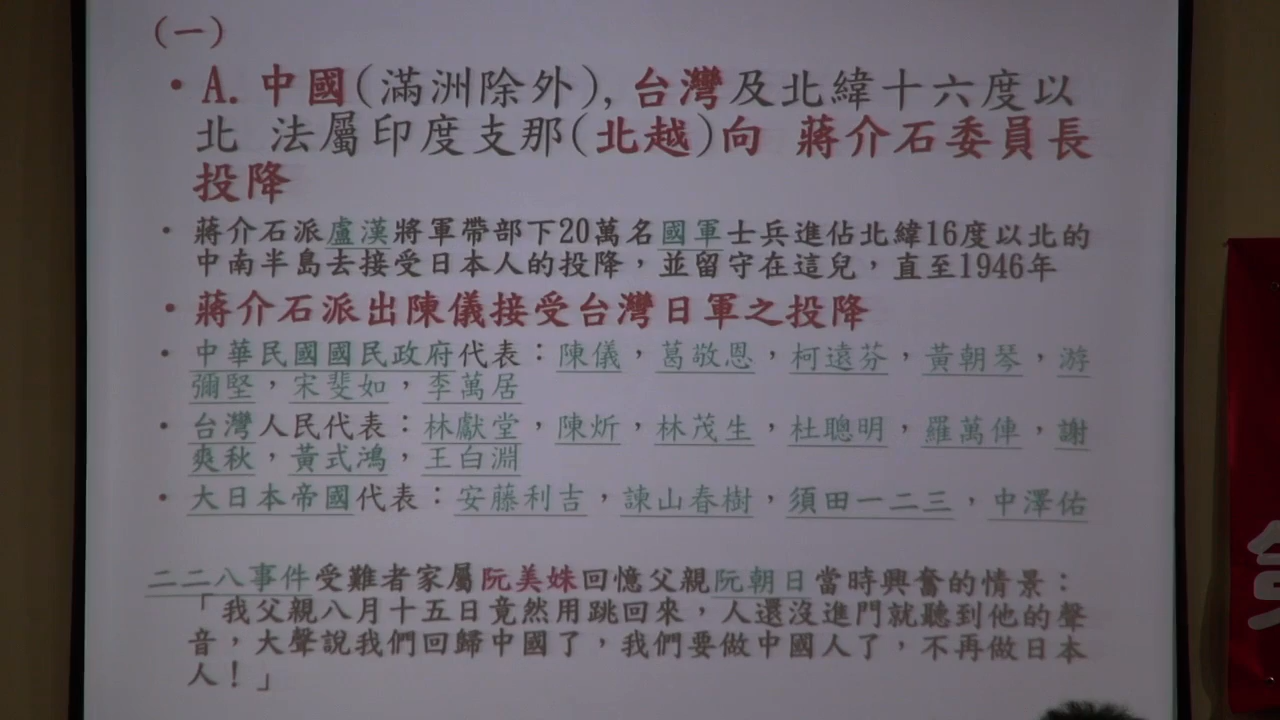 (一)
• A. 中國(滿洲除外), 台灣及北緯十六度以
北 法屬印度支那(北越)向 蔣介石委員長
投降
• 蔣介石派盧漢將軍帶部下20萬名國軍士兵進佔北緯16度以北的
中南半島去接受日本人的投降，並留守在這兒，直至1946年
• 蔣介石派出陳儀接受台灣日軍之投降
• 中華民國國民政府代表：陳儀，葛敬恩，柯遠芬，黃朝琴，游
彌堅，宋斐如，李萬居
• 台灣人民代表：林獻堂，陳炘，林茂生，杜聰明，羅萬俥，謝
爽秋，黃式鴻，王白淵
• 大日本帝國代表：安藤利吉，諫山春樹，須田一二三，中澤佑
二二八事件受難者家屬阮美姝回憶父親阮朝日當時興奮的情景：
「我父親八月十五日竟然用跳回來，人還沒進門就聽到他的聲
音，大聲說我們回歸中國了，我們要做中國人了，不再做日本
人！」